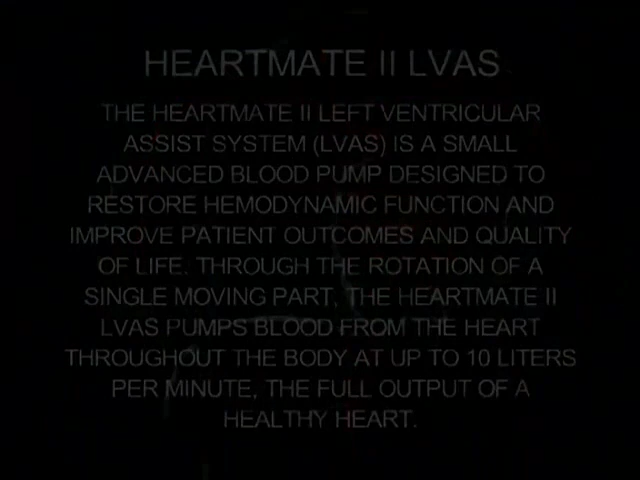 HEARTMATE II LVAS
THE HEARTMATE II LEFT VENTRICULAR
ASSIST SYSTEM (LVAS) IS A SMALL
ADVANCED BLOOD PUMP DESIGNED TO
RESTORE HEMODYNAMIC FUNCTION AND
IMPROVE PATIENT OUTCOMES AND QUALITY
OF LIFE. THROUGH THE ROTATION OF A
SINGLE MOVING PART, THE HEARTMATE II
LVAS PUMPS BLOOD FROM THE HEART
THROUGHOUT THE BODY AT UP TO 10 LITERS
PER MINUTE, THE FULL OUTPUT OF A
HEALTHY HEART.